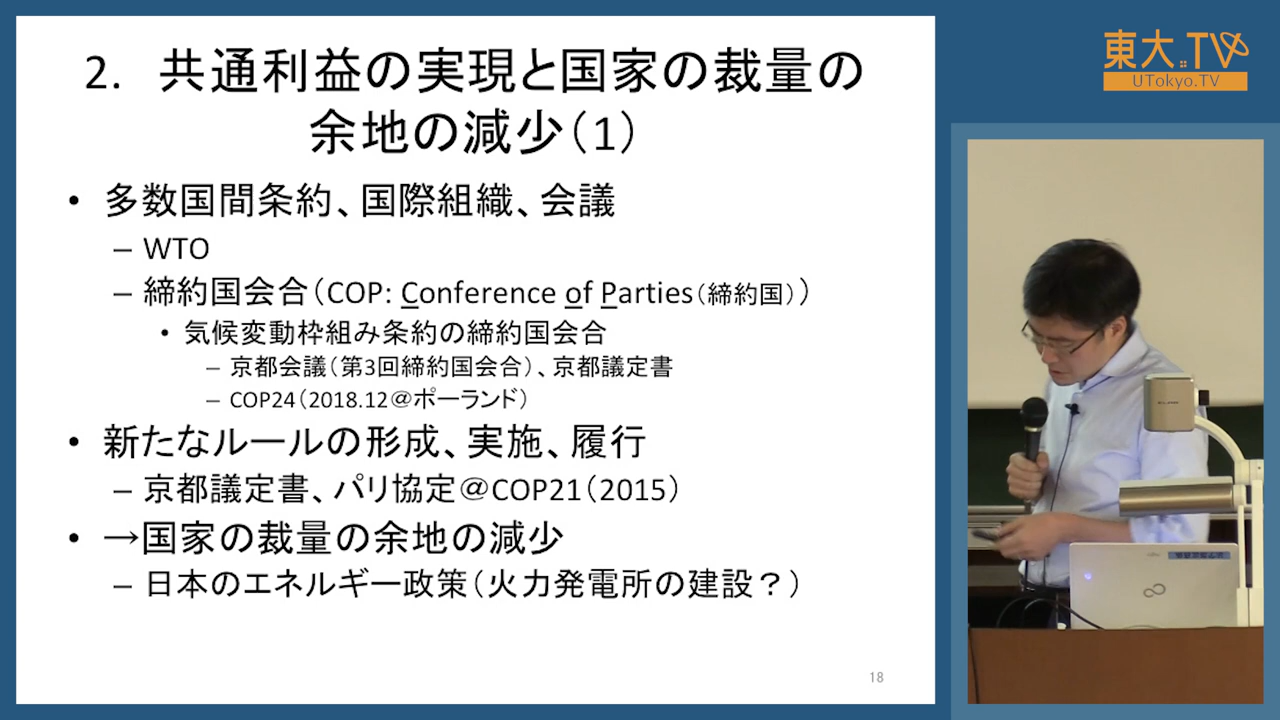 2. 共通利益の実現と国家の裁量の
余地の減少(1)
• 多数国間条約、国際組織、会議
– WTO
– 締約国会合(COP: Conference of Parties(締約国))
• 気候変動枠組み条約の締約国会合
– 京都会議(第3回締約国会合)、京都議定書
– COP24(2018.12@ポーランド)
• 新たなルールの形成、実施、履行
– 京都議定書、パリ協定@COP21(2015)
• →国家の裁量の余地の減少
– 日本のエネルギー政策(火力発電所の建設?)
18
東大.TV
UTokyo.TV